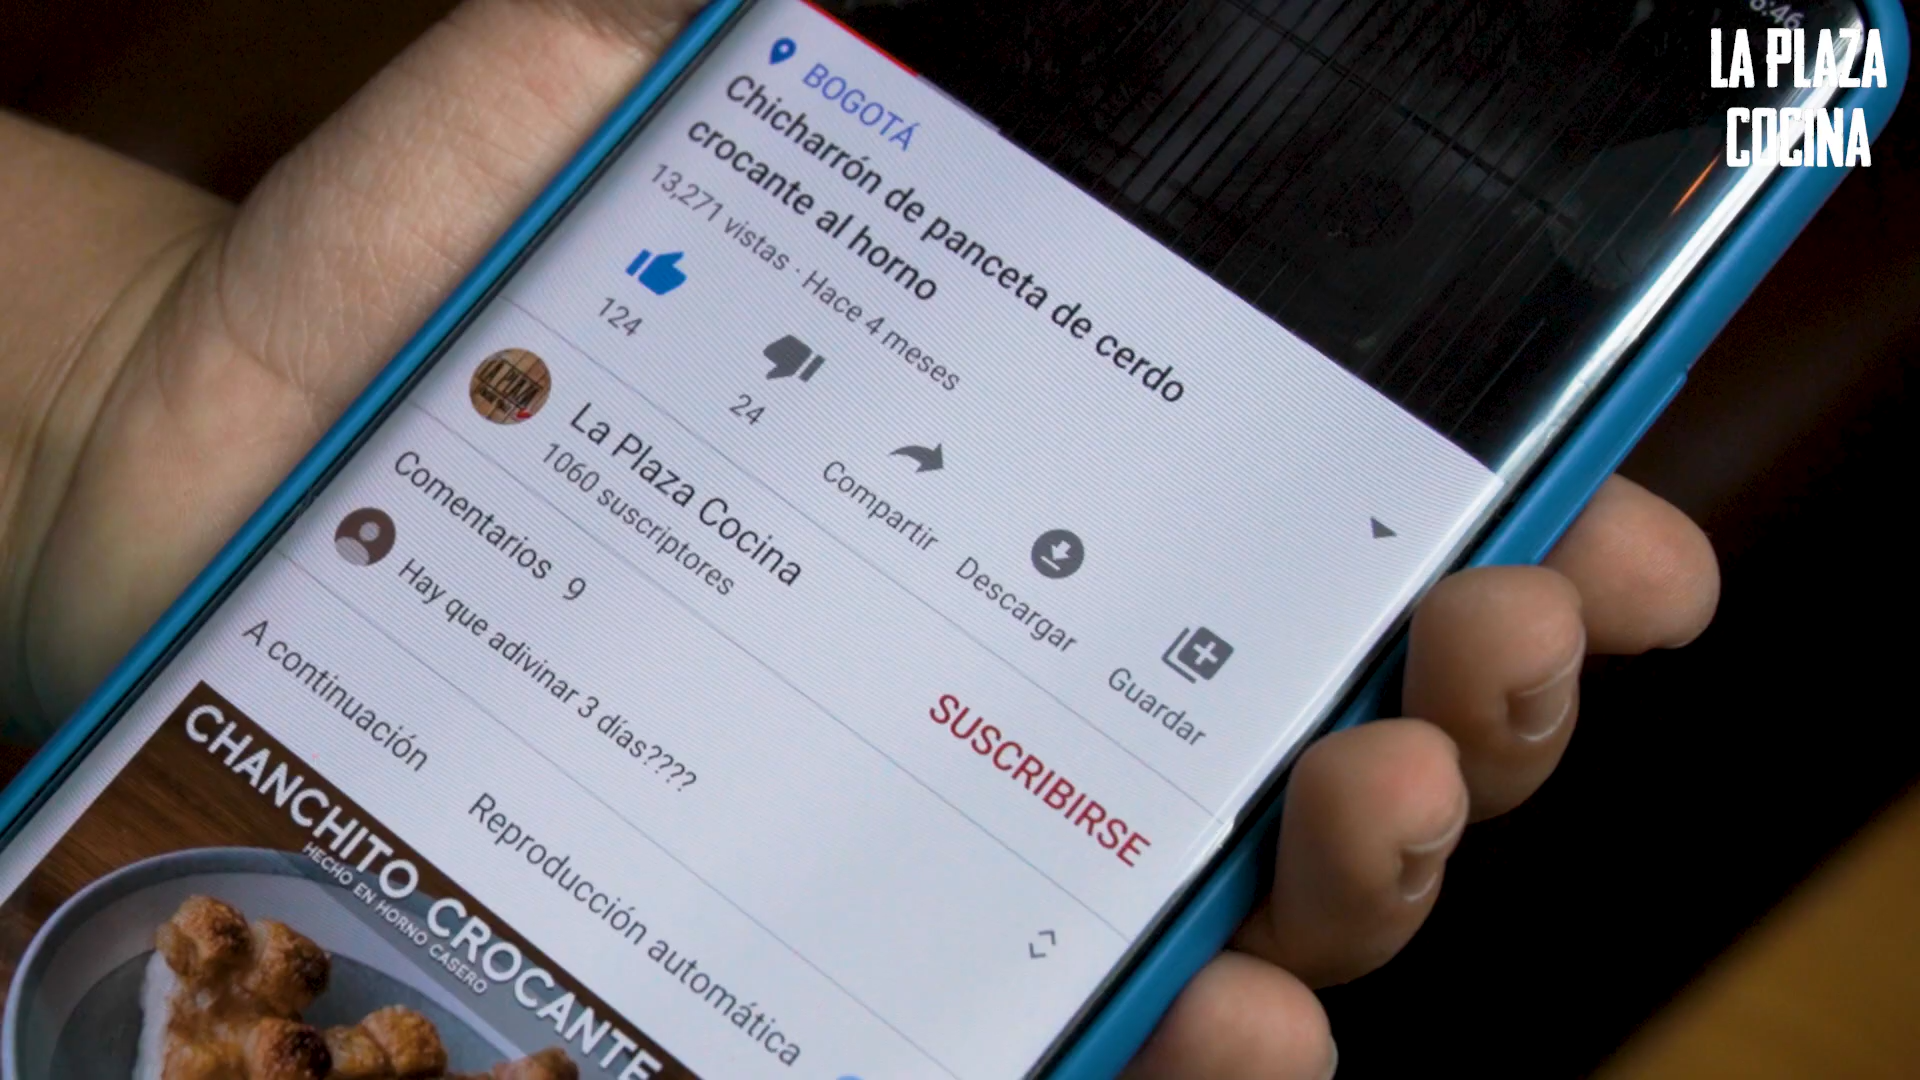 6:46
LA PLAZA
COCINA
BOGOTÁ
Chicharrón de panceta de cerdo
crocante al horno
13,271 vistas · Hace 4 meses
124
24
Compartir
Descargar
Guardar
La Plaza Cocina
1060 suscriptores
SUSCRIBIRSE
Comentarios 9
Hay que adivinar 3 días????
A continuación
Reproducción automática
CHANCHITO CROCANTE
HECHO EN HORNO CASERO